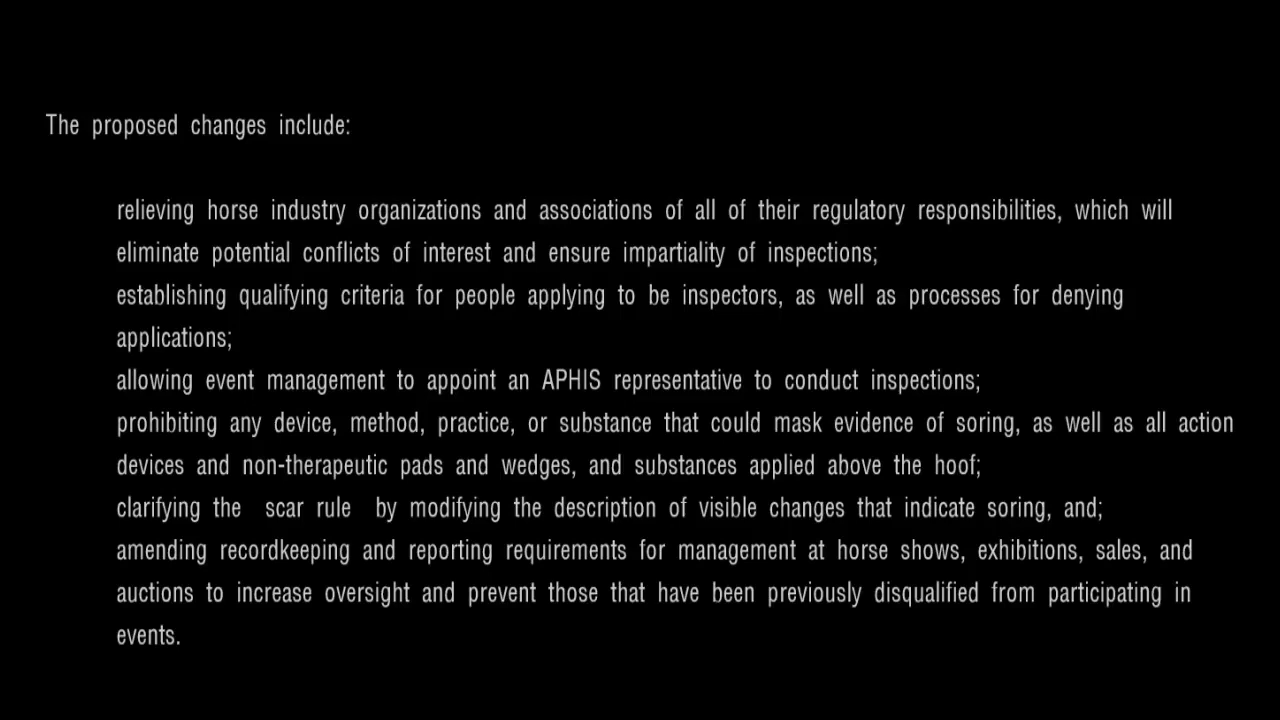 The proposed changes include:
relieving horse industry organizations and associations of all of their regulatory responsibilities, which will
eliminate potential conflicts of interest and ensure impartiality of inspections;
establishing qualifying criteria for people applying to be inspectors, as well as processes for denying
applications;
allowing event management to appoint an APHIS representative to conduct inspections;
prohibiting any device, method, practice, or substance that could mask evidence of soring, as well as all action
devices and non-therapeutic pads and wedges, and substances applied above the hoof;
clarifying the scar rule by modifying the description of visible changes that indicate soring, and;
amending recordkeeping and reporting requirements for management at horse shows, exhibitions, sales, and
auctions to increase oversight and prevent those that have been previously disqualified from participating in
events.